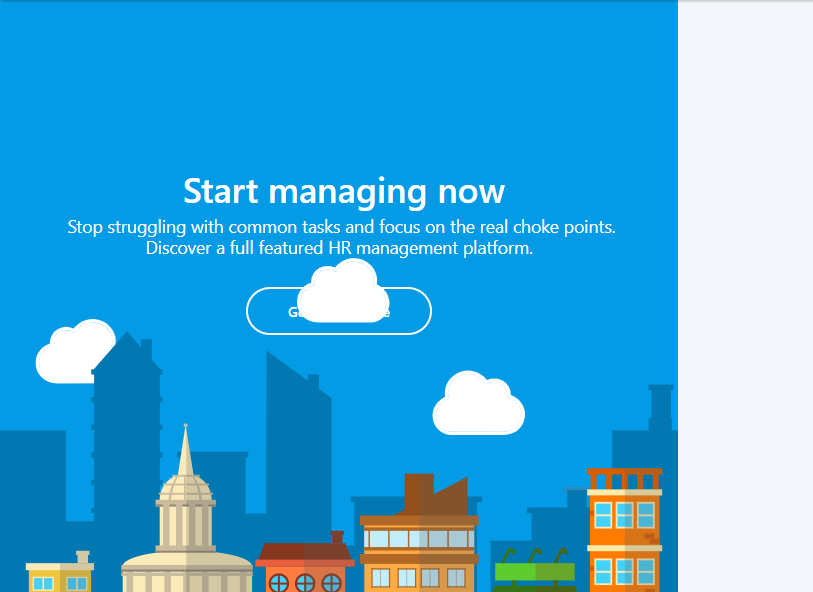 Start managing now
Stop struggling with common tasks and focus on the real choke points.
Discover a full featured HR management platform.